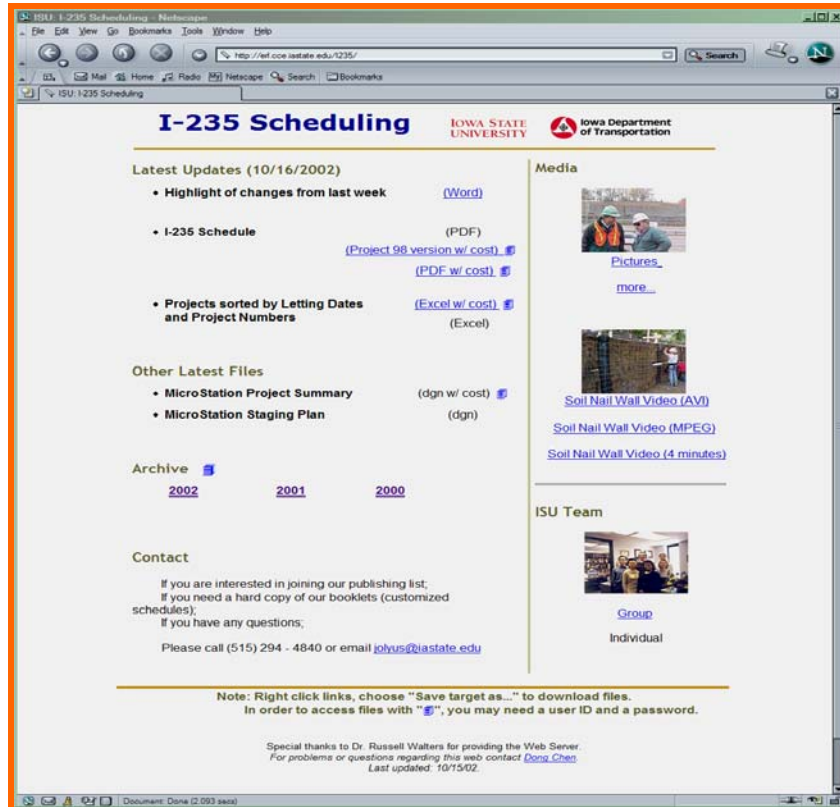 ISU: I-235 Scheduling - Netscape
File Edit View Go Bookmarks Tools Window Help
http://erl.cce.iastate.edu/I235/
Search
Mail Home Radio My Netscape Search Bookmarks
ISU: I-235 Scheduling
I-235 Scheduling
IOWA STATE
UNIVERSITY
Iowa Department
of Transportation
Latest Updates (10/16/2002)
• Highlight of changes from last week (Word)
• I-235 Schedule (PDF)
(Project 98 version w/ cost)
(PDF w/ cost)
• Projects sorted by Letting Dates (Excel w/ cost)
and Project Numbers
(Excel)
Other Latest Files
• MicroStation Project Summary (dgn w/ cost)
• MicroStation Staging Plan (dgn)
Archive
2002 2001 2000
Contact
If you are interested in joining our publishing list;
If you need a hard copy of our booklets (customized
schedules);
If you have any questions;
Please call (515) 294 - 4840 or email jolyus@iastate.edu
Media
Pictures
more...
Soil Nail Wall Video (AVI)
Soil Nail Wall Video (MPEG)
Soil Nail Wall Video (4 minutes)
ISU Team
Group
Individual
Note: Right click links, choose "Save target as..." to download files.
In order to access files with "", you may need a user ID and a password.
Special thanks to Dr. Russell Walters for providing the Web Server.
For problems or questions regarding this web contact Dong Chen.
Last updated: 10/15/02.
Document: Done (2.093 secs)